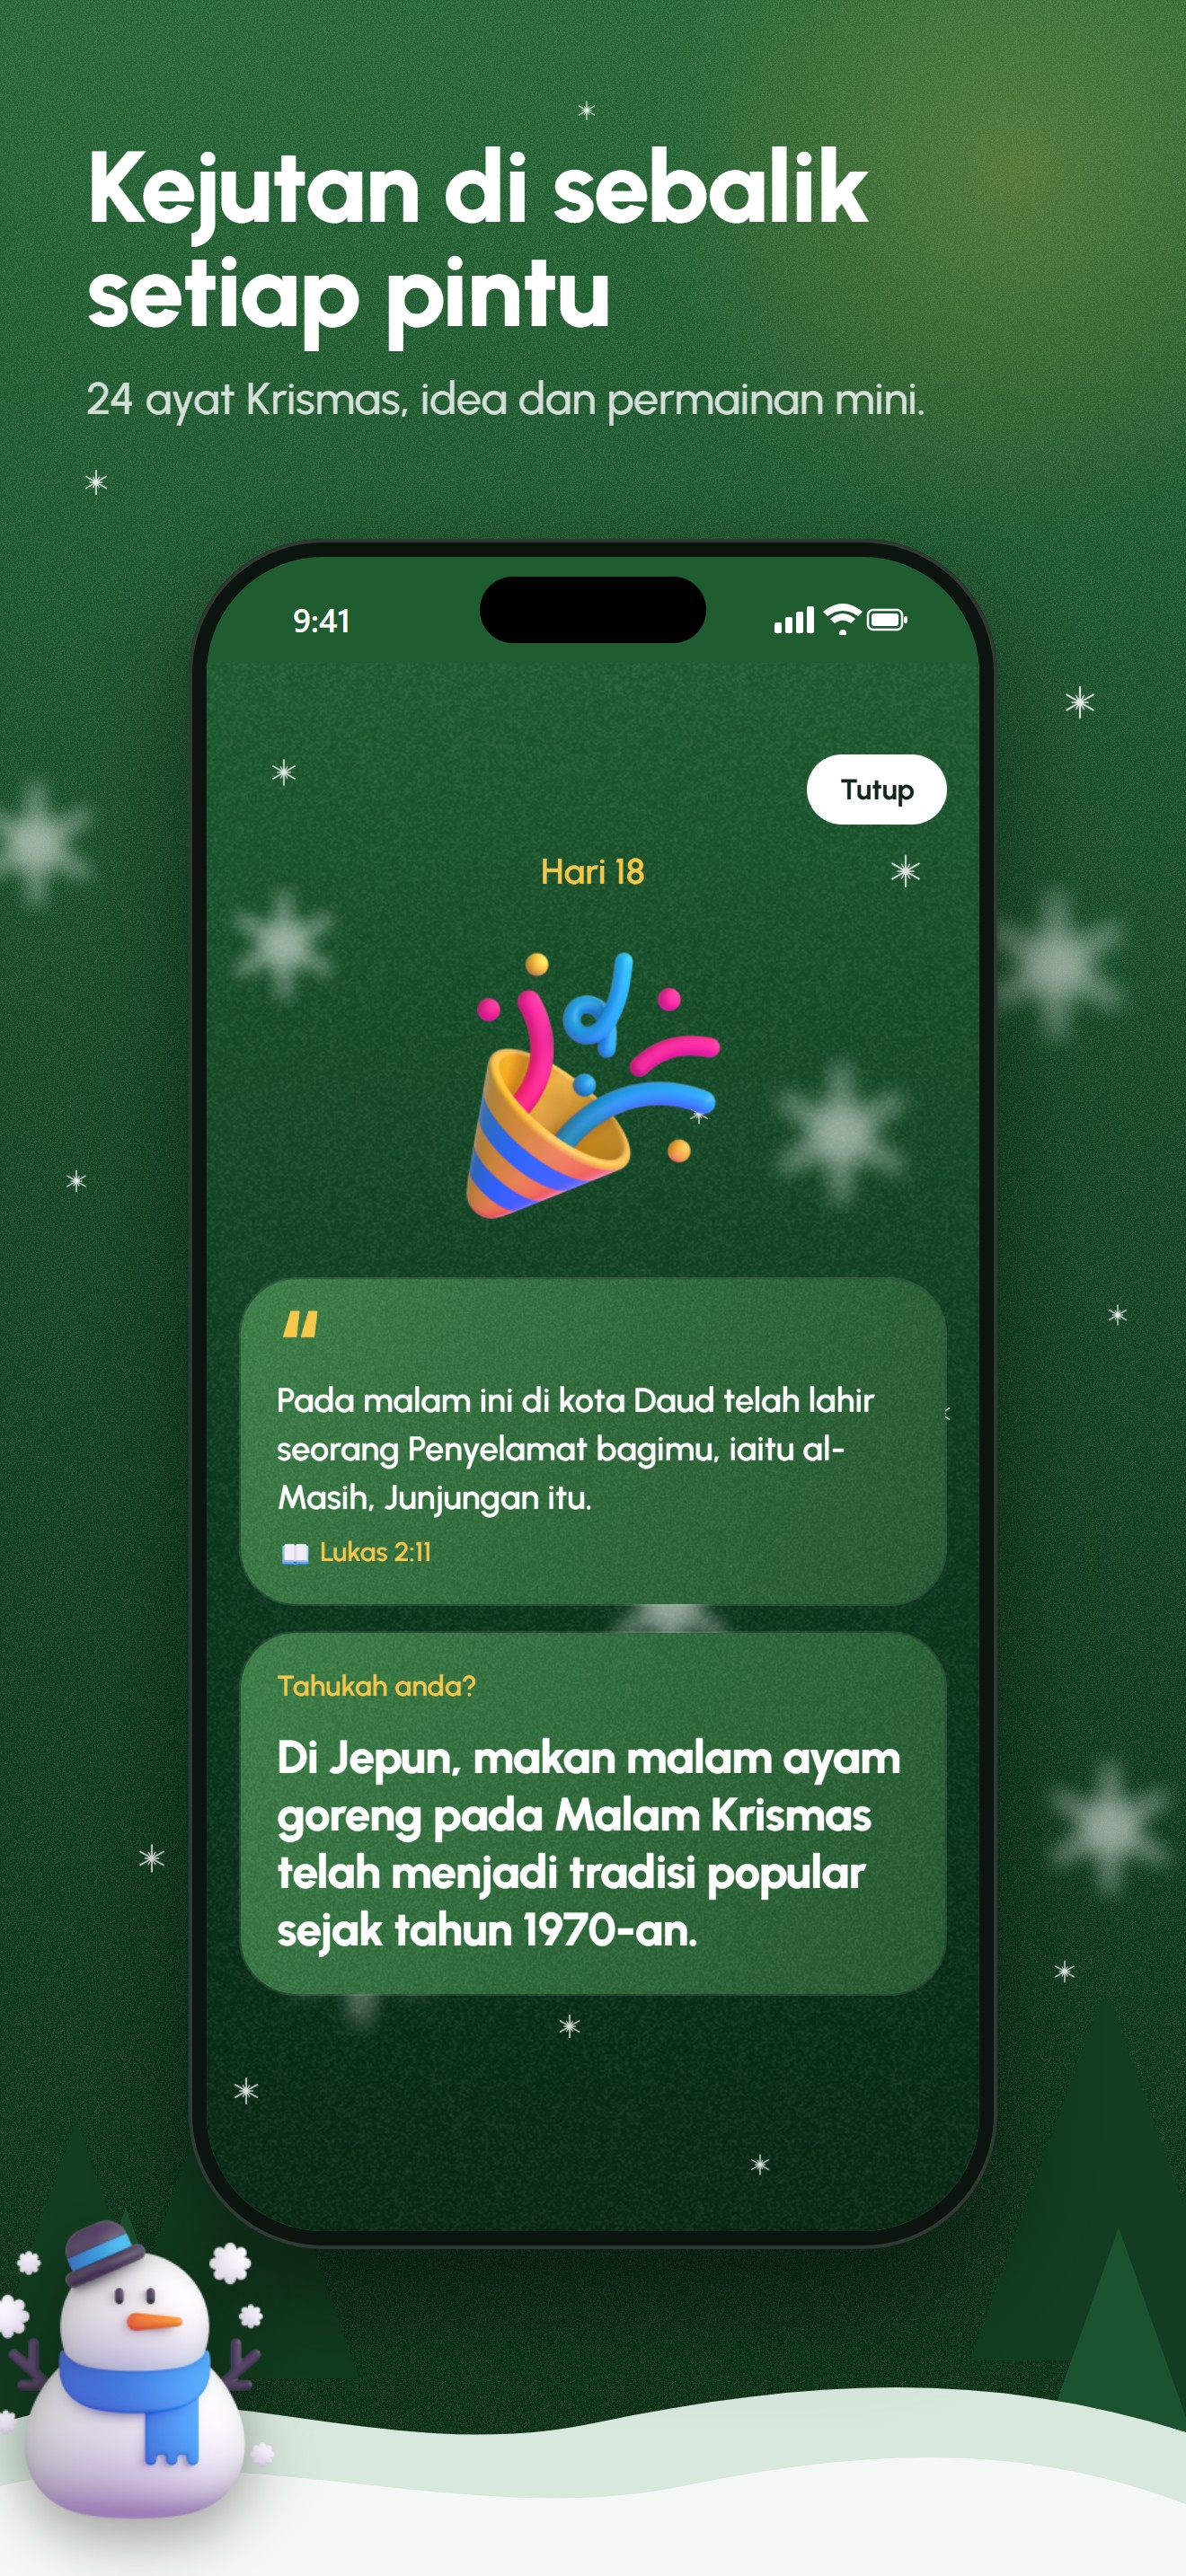 Kejutan di sebalik
setiap pintu
24 ayat Krismas, idea dan permainan mini.
9:41
Tutup
Hari 18
"
Pada malam ini di kota Daud telah lahir
seorang Penyelamat bagimu, iaitu al-
Masih, Junjungan itu.
Lukas 2:11
Tahukah anda?
Di Jepun, makan malam ayam
goreng pada Malam Krismas
telah menjadi tradisi popular
sejak tahun 1970-an.